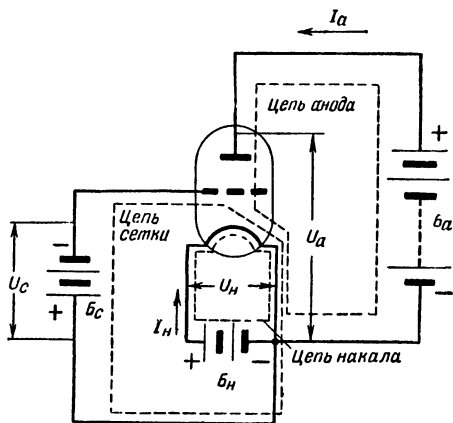 Iа
Цепь анода
+
Цепь
сетки
Uа
Ба
−
Uс
−
+
Бс
Uн
Iн
−
+
−
Цепь накала
Бн